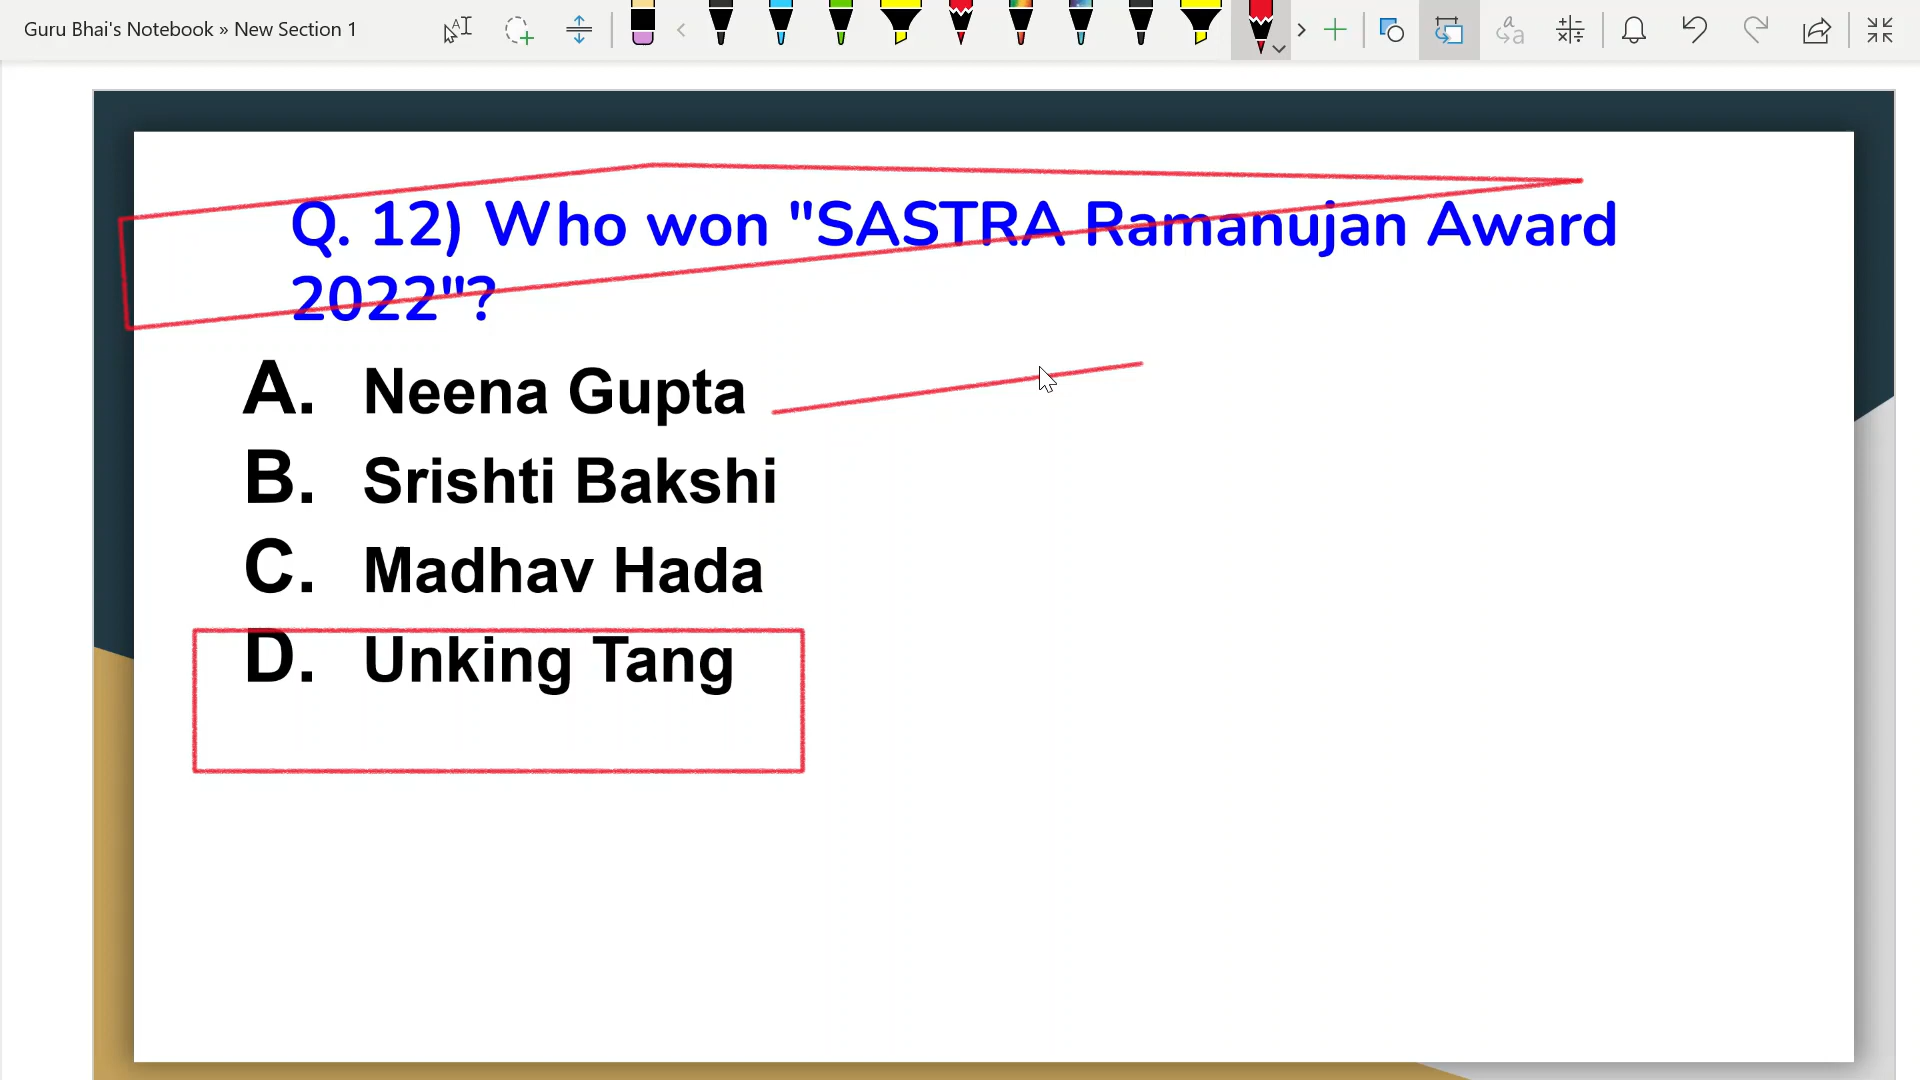 Guru Bhai's Notebook » New Section 1
Q. 12) Who won "SASTRA Ramanujan Award
2022"?
A. Neena Gupta
B. Srishti Bakshi
C. Madhav Hada
D. Unking Tang